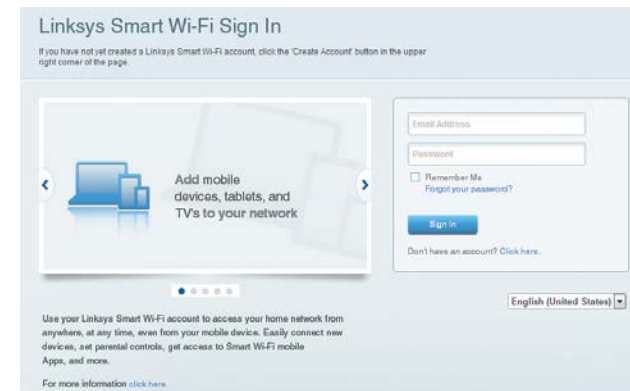 Linksys Smart Wi-Fi Sign In
If you have not yet created a Linksys Smart Wi-Fi account, click the 'Create Account' button in the upper
right corner of the page.
Add mobile
devices, tablets, and
TV's to your network
Email Address
Password
Remember Me
Forgot your password?
Sign In
Don't have an account? Click here.
English (United States)
Use your Linksys Smart Wi-Fi account to access your home network from
anywhere, at any time, even from your mobile device. Easily connect new
devices, set parental controls, get access to Smart Wi-Fi mobile
Apps, and more.
For more information click here